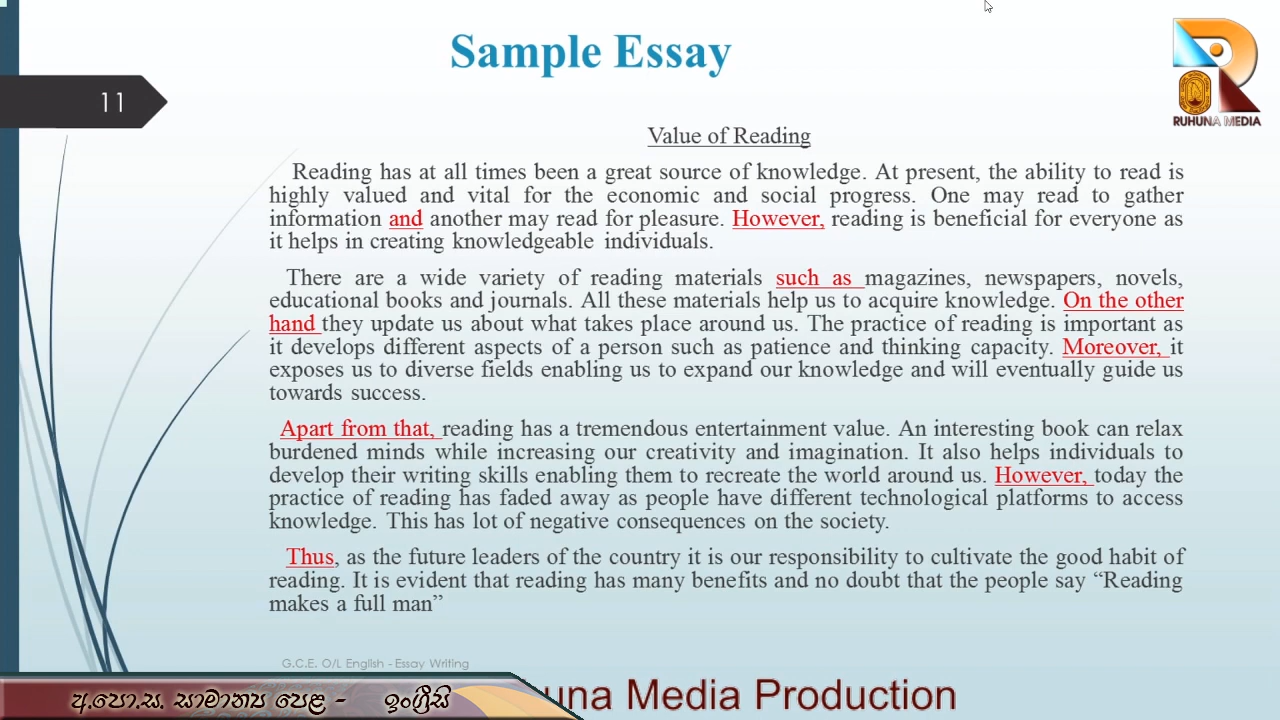 Sample Essay
11
RUHUNA MEDIA
Value of Reading
Reading has at all times been a great source of knowledge. At present, the ability to read is
highly valued and vital for the economic and social progress. One may read to gather
information and another may read for pleasure. However, reading is beneficial for everyone as
it helps in creating knowledgeable individuals.
There are a wide variety of reading materials such as magazines, newspapers, novels,
educational books and journals. All these materials help us to acquire knowledge. On the other
hand they update us about what takes place around us. The practice of reading is important as
it develops different aspects of a person such as patience and thinking capacity. Moreover, it
exposes us to diverse fields enabling us to expand our knowledge and will eventually guide us
towards success.
Apart from that, reading has a tremendous entertainment value. An interesting book can relax
burdened minds while increasing our creativity and imagination. It also helps individuals to
develop their writing skills enabling them to recreate the world around us. However, today the
practice of reading has faded away as people have different technological platforms to access
knowledge. This has lot of negative consequences on the society.
Thus, as the future leaders of the country it is our responsibility to cultivate the good habit of
reading. It is evident that reading has many benefits and no doubt that the people say “Reading
makes a full man”
G.C.E. O/L English - Essay Writing
අ.පො.ස. සාමාන්‍ය පෙළ - ඉංග්‍රීසි
una Media Production